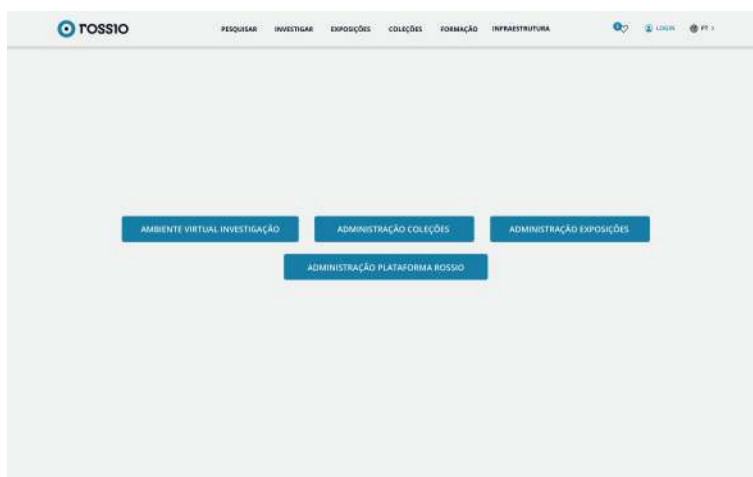 rossio PESQUISAR INVESTIGAR EXPOSIÇÕES COLEÇÕES FORMAÇÃO INFRAESTRUTURA LOGIN PT
AMBIENTE VIRTUAL INVESTIGAÇÃO ADMINISTRAÇÃO COLEÇÕES ADMINISTRAÇÃO EXPOSIÇÕES
ADMINISTRAÇÃO PLATAFORMA ROSSIO